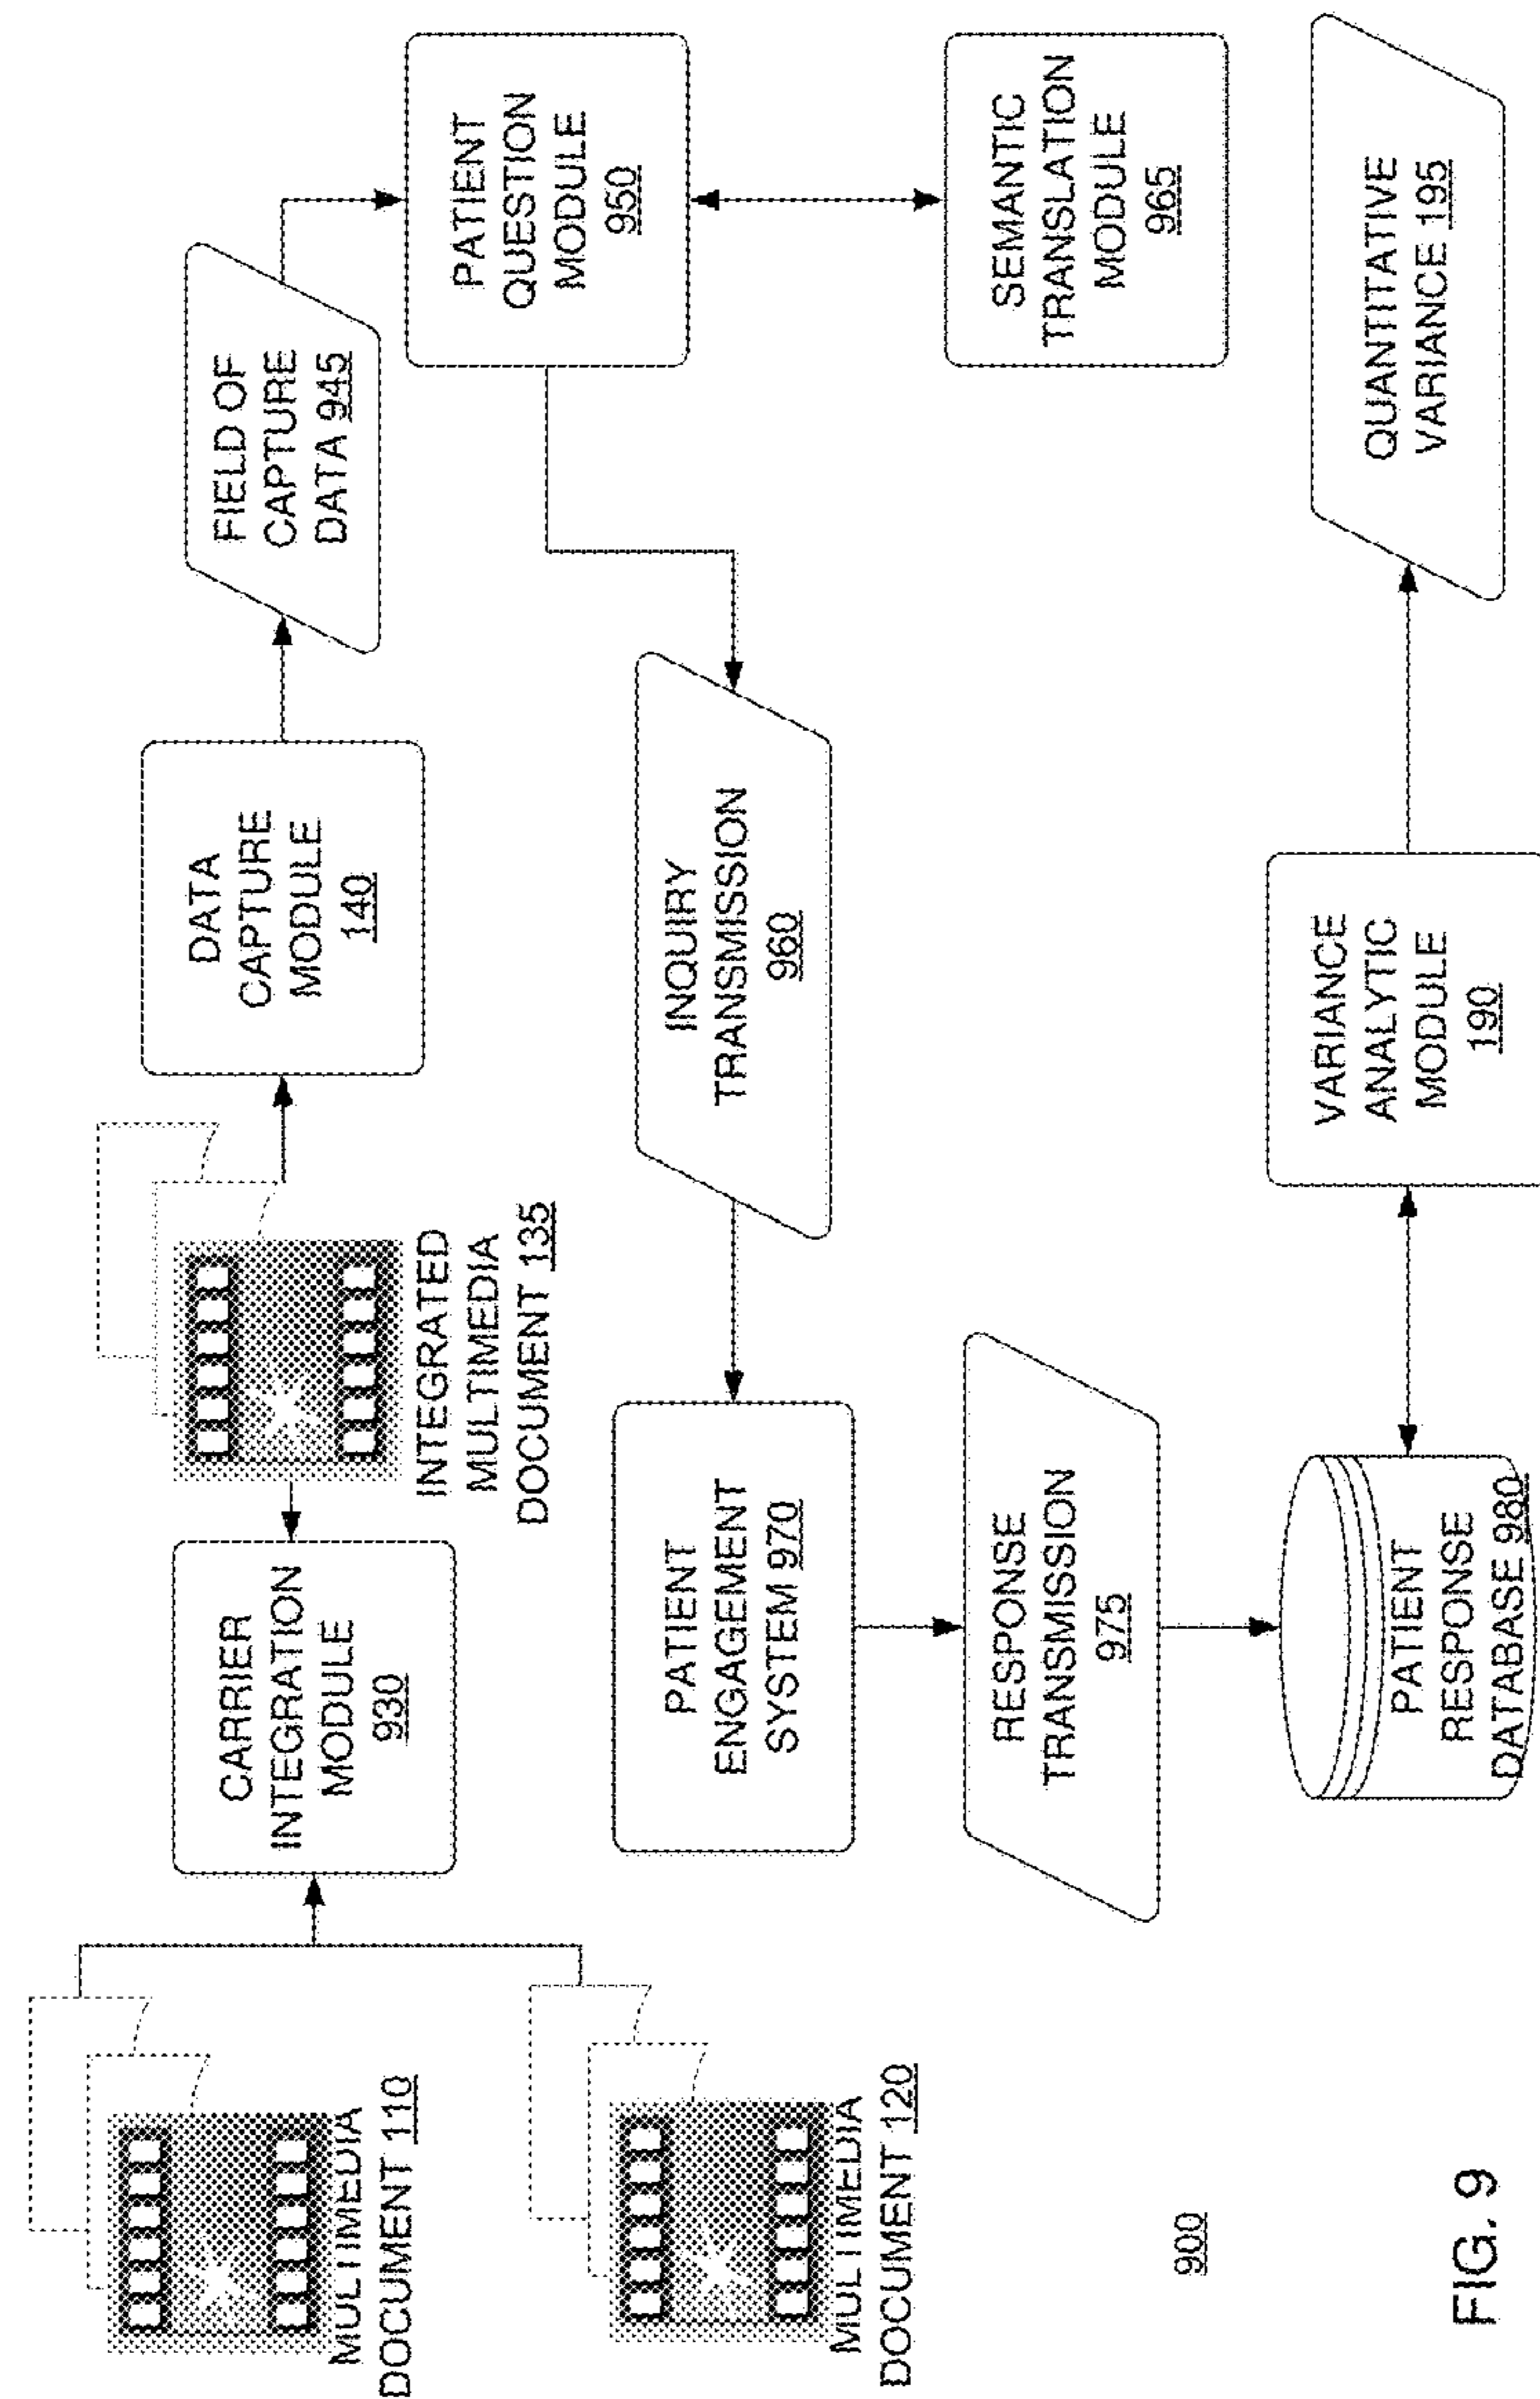 MULTIMEDIA
DOCUMENT 110
MULTIMEDIA
DOCUMENT 120
CARRIER
INTEGRATION
MODULE
930
INTEGRATED
MULTIMEDIA
DOCUMENT 135
DATA
CAPTURE
MODULE
140
FIELD OF
CAPTURE
DATA 945
PATIENT
QUESTION
MODULE
950
SEMANTIC
TRANSLATION
MODULE
965
INQUIRY
TRANSMISSION
960
PATIENT
ENGAGEMENT
SYSTEM 970
RESPONSE
TRANSMISSION
975
PATIENT
RESPONSE
DATABASE 980
VARIANCE
ANALYTIC
MODULE
190
QUANTITATIVE
VARIANCE 195
900
FIG. 9